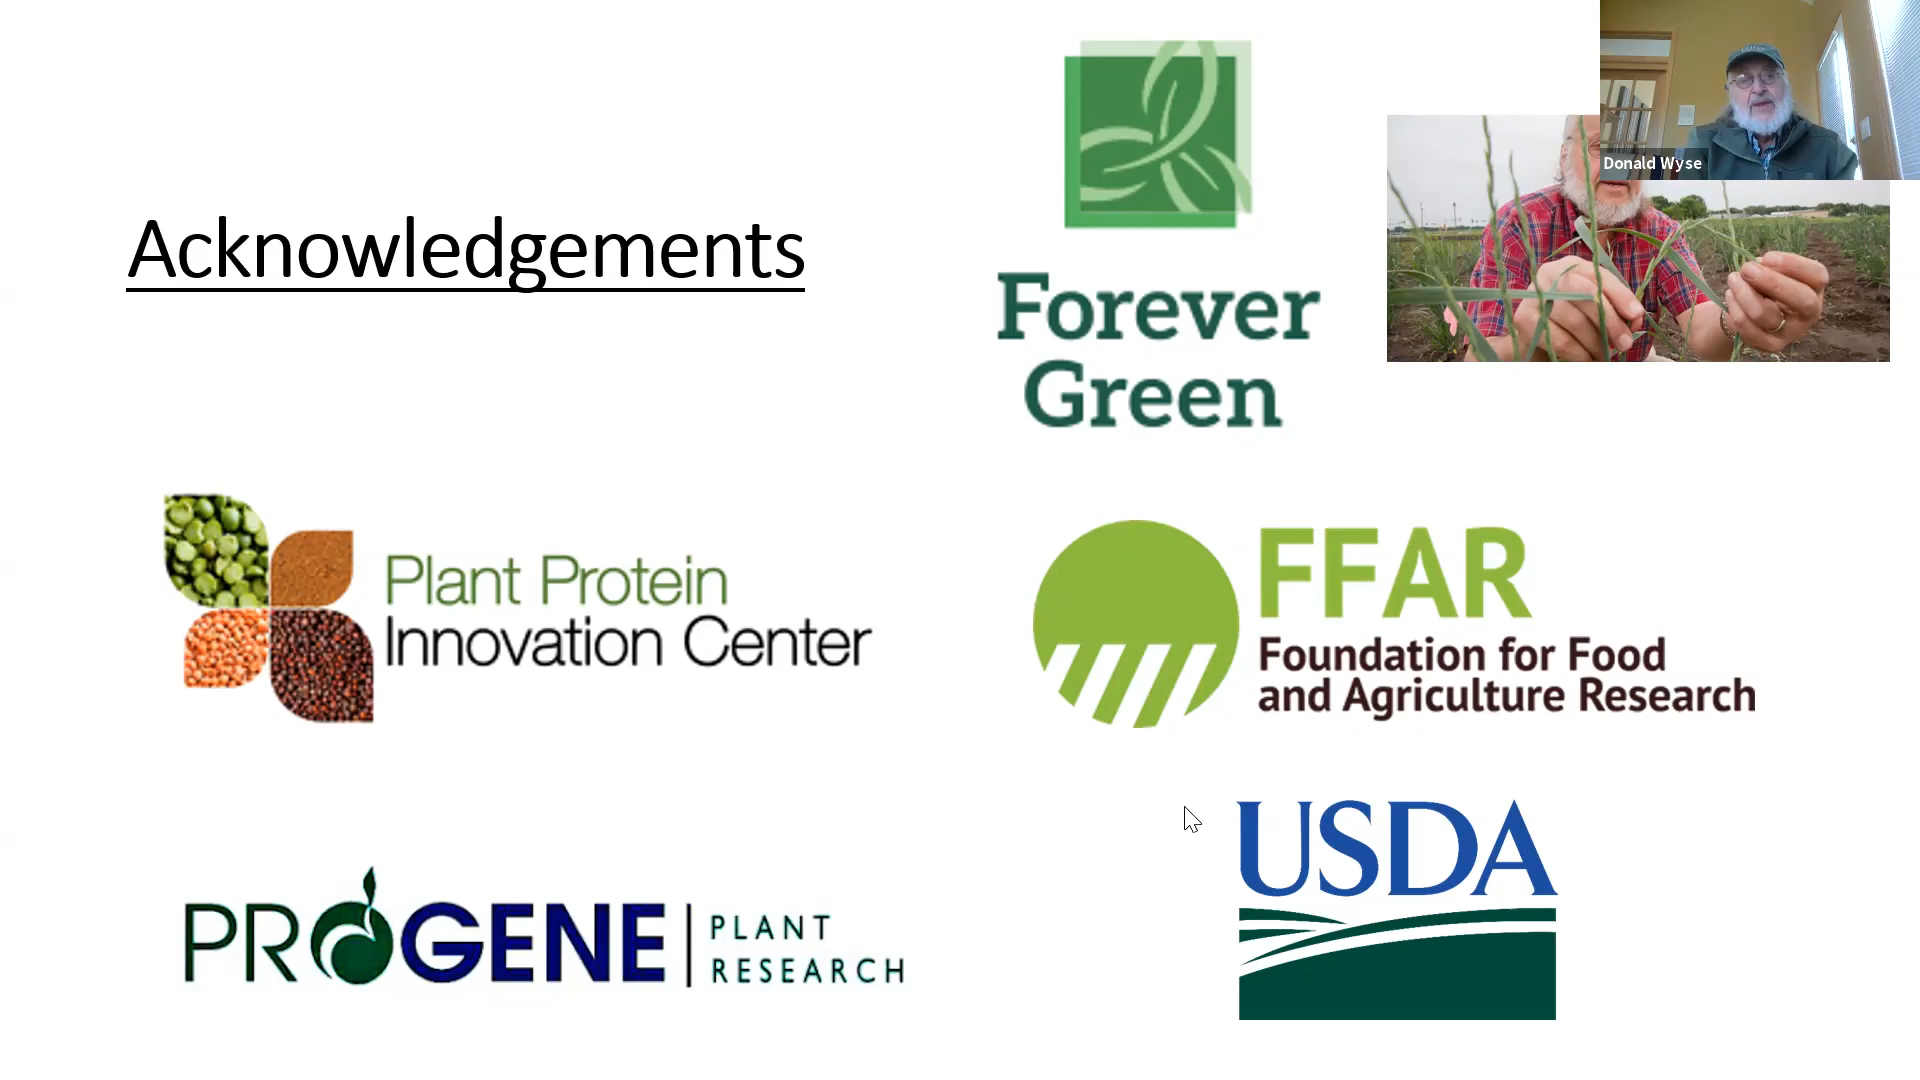 Acknowledgements
Forever
Green
Donald Wyse
Plant Protein
Innovation Center
FFAR
Foundation for Food
and Agriculture Research
PROGENE
PLANT
RESEARCH
USDA